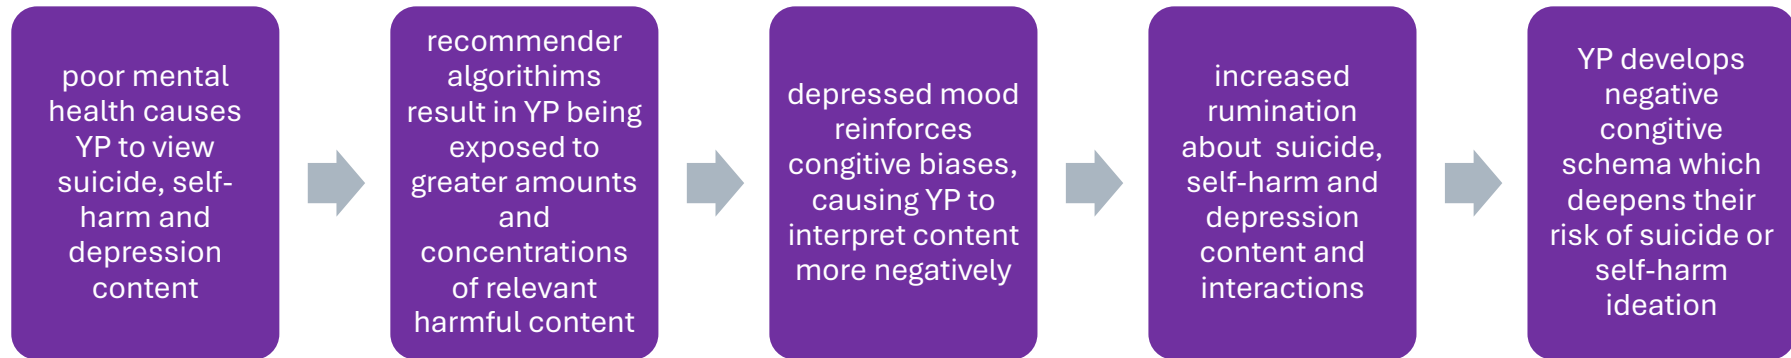 poor mental
health causes
YP to view
suicide, self-
harm and
depression
content
recommender
algorithims
result in YP being
exposed to
greater amounts
and
concentrations
of relevant
harmful content
depressed mood
reinforces
congitive biases,
causing YP to
interpret content
more negatively
increased
rumination
about suicide,
self-harm and
depression
content and
interactions
YP develops
negative
congitive
schema which
deepens their
risk of suicide or
self-harm
ideation